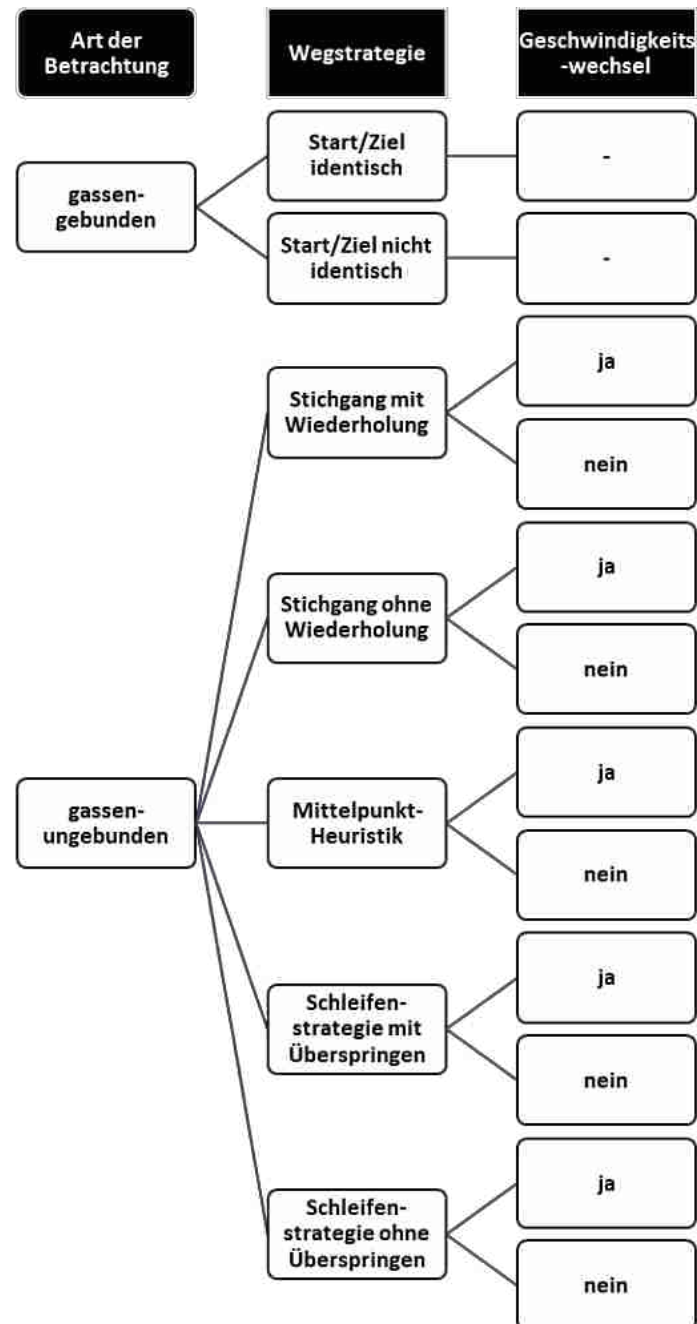 Art der
Betrachtung
Wegstrategie
Geschwindigkeits
-wechsel
gassen-
gebunden
Start/Ziel
identisch
-
Start/Ziel nicht
identisch
-
gassen-
ungebunden
Stichgang mit
Wiederholung
ja
nein
Stichgang ohne
Wiederholung
ja
nein
Mittelpunkt-
Heuristik
ja
nein
Schleifen-
strategie mit
Überspringen
ja
nein
Schleifen-
strategie ohne
Überspringen
ja
nein